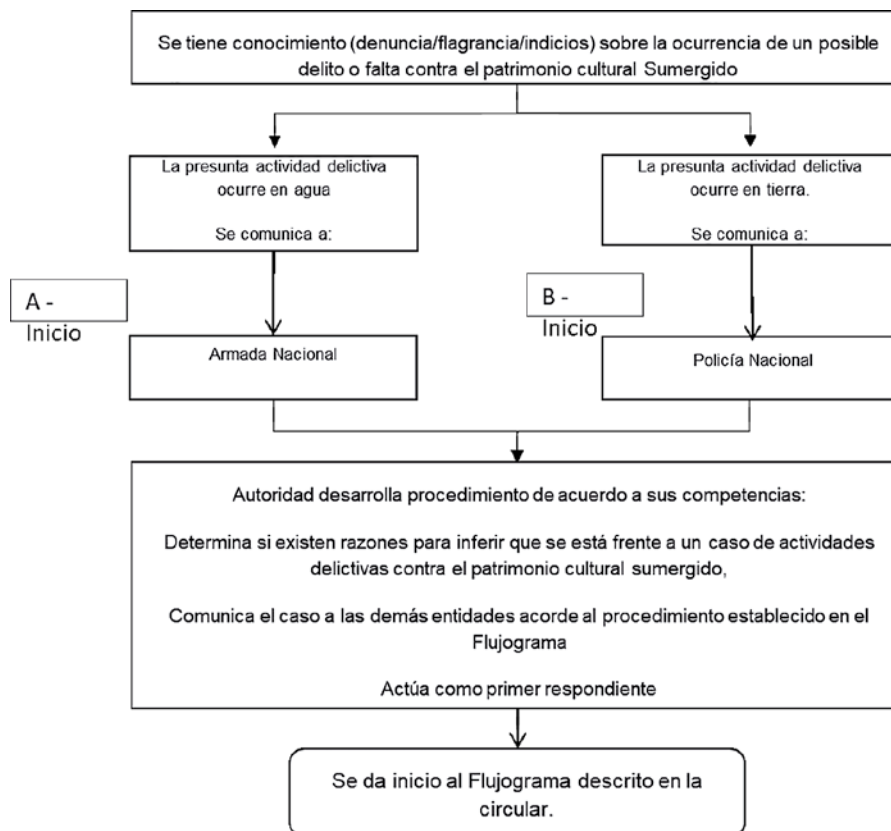 Se tiene conocimiento (denuncia/flagrancia/indicios) sobre la ocurrencia de un posible
delito o falta contra el patrimonio cultural Sumergido
La presunta actividad delictiva
ocurre en agua
Se comunica a:
La presunta actividad delictiva
ocurre en tierra.
Se comunica a:
A -
Inicio
B -
Inicio
Armada Nacional
Policía Nacional
Autoridad desarrolla procedimiento de acuerdo a sus competencias:
Determina si existen razones para inferir que se está frente a un caso de actividades
delictivas contra el patrimonio cultural sumergido,
Comunica el caso a las demás entidades acorde al procedimiento establecido en el
Flujograma
Actúa como primer respondiente
Se da inicio al Flujograma descrito en la
circular.